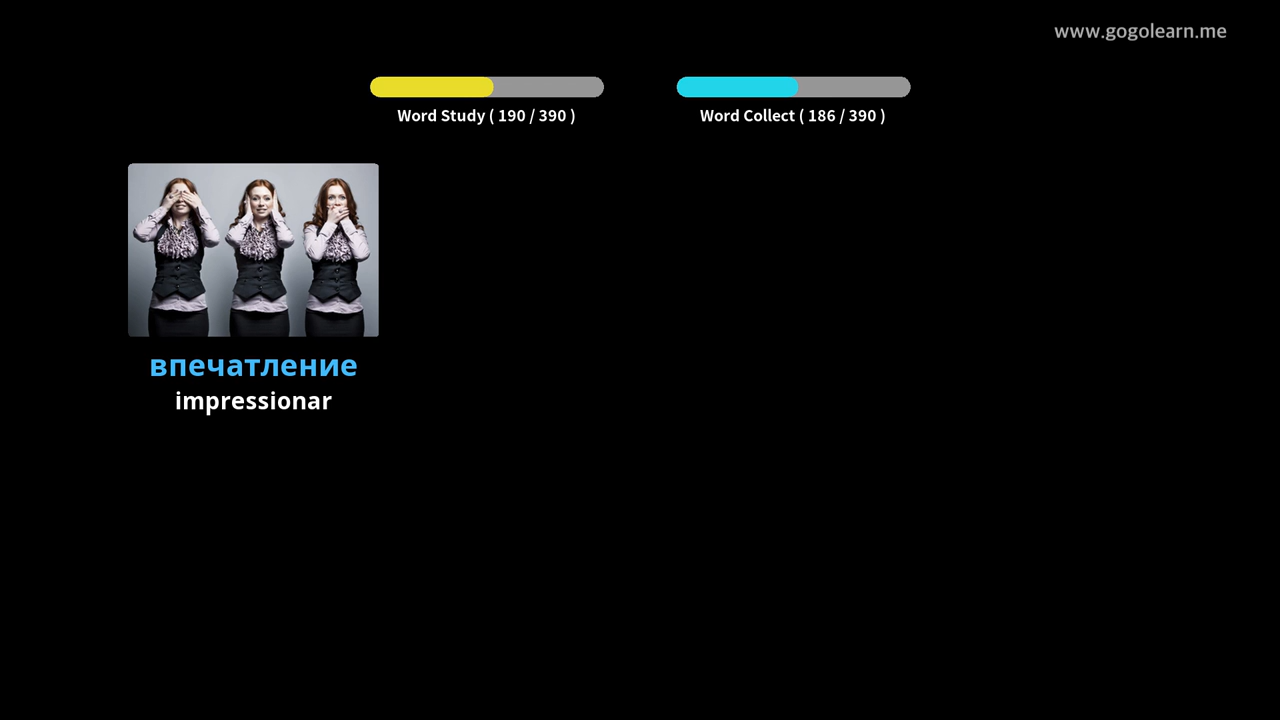 www.gogolearn.me
Word Study ( 190 / 390 )
Word Collect ( 186 / 390 )
впечатление
impressionar